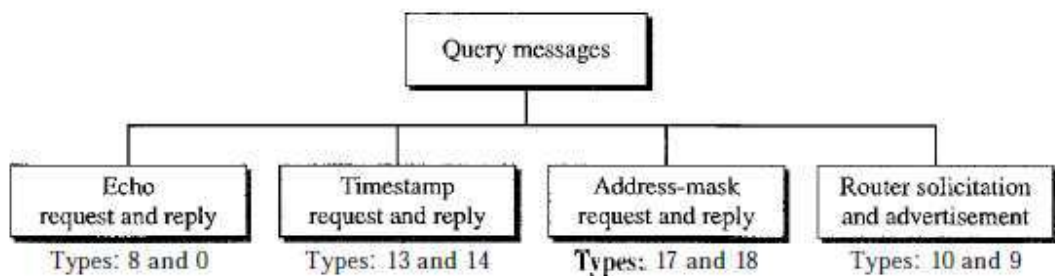 Query messages
Echo
request and reply
Timestamp
request and reply
Address-mask
request and reply
Router solicitation
and advertisement
Types: 8 and 0
Types: 13 and 14
Types: 17 and 18
Types: 10 and 9